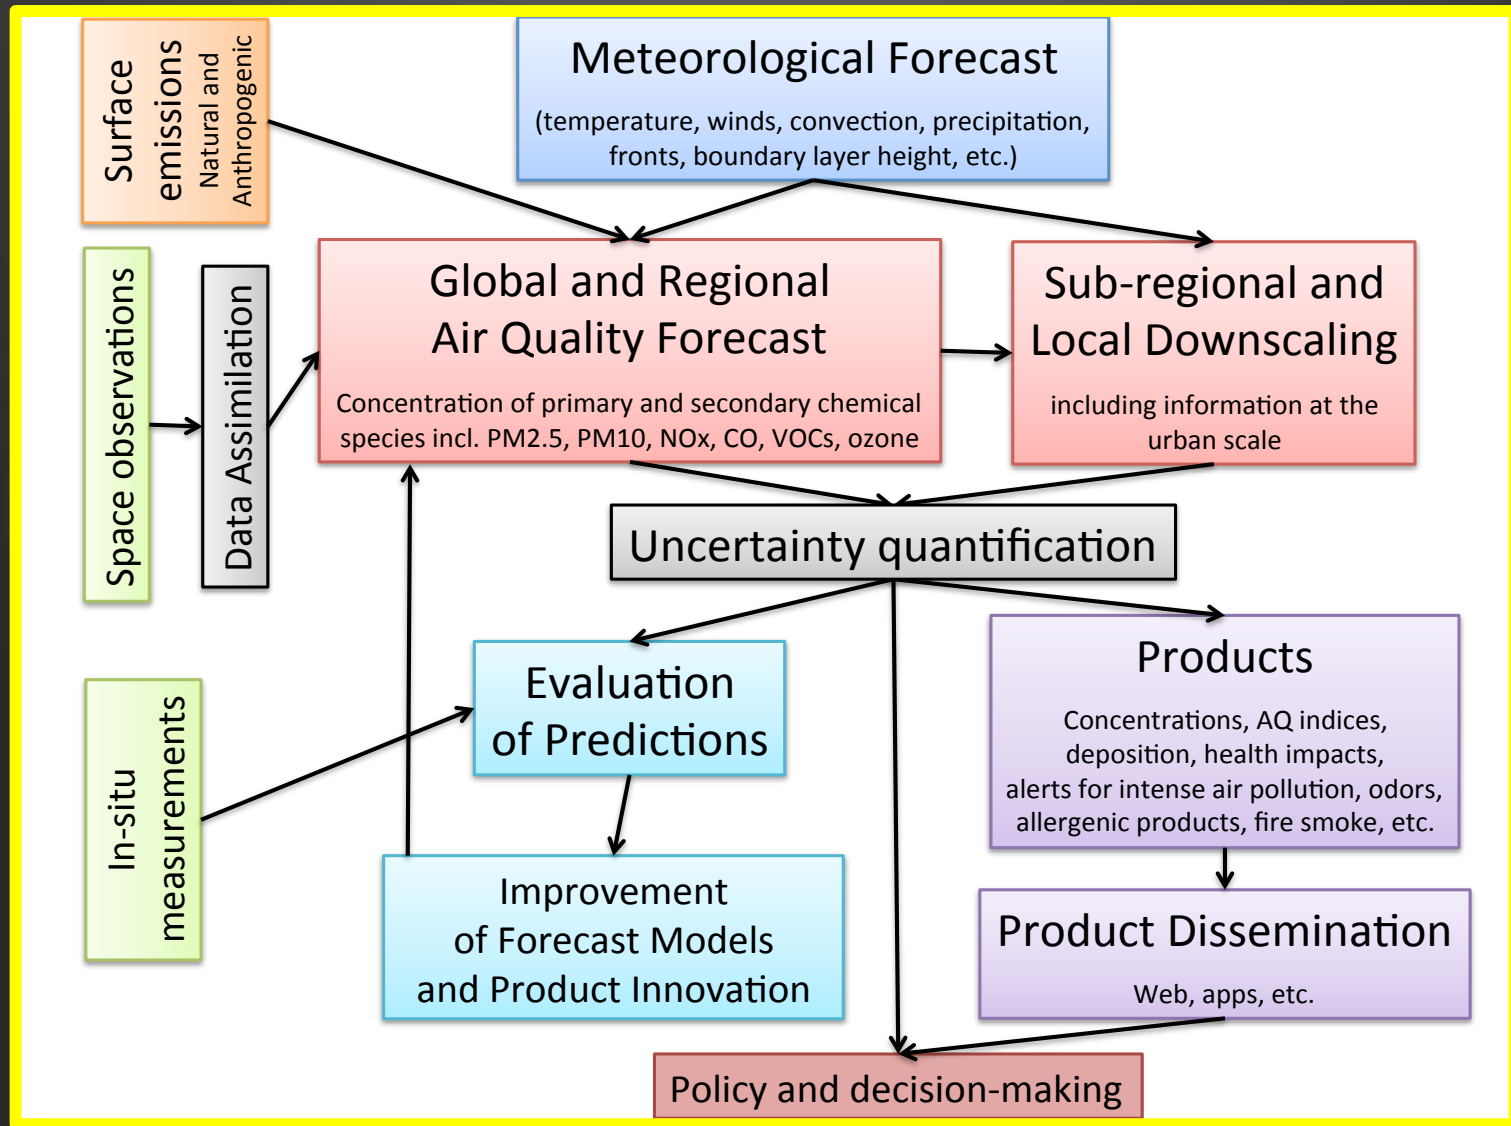 Surface
emissions
Natural and
Anthropogenic
Meteorological Forecast
(temperature, winds, convection, precipitation,
fronts, boundary layer height, etc.)
Space observations
Data Assimilation
Global and Regional
Air Quality Forecast
Concentration of primary and secondary chemical
species incl. PM2.5, PM10, NOx, CO, VOCs, ozone
Sub-regional and
Local Downscaling
including information at the
urban scale
Uncertainty quantification
In-situ
measurements
Evaluation
of Predictions
Products
Concentrations, AQ indices,
deposition, health impacts,
alerts for intense air pollution, odors,
allergenic products, fire smoke, etc.
Improvement
of Forecast Models
and Product Innovation
Product Dissemination
Web, apps, etc.
Policy and decision-making